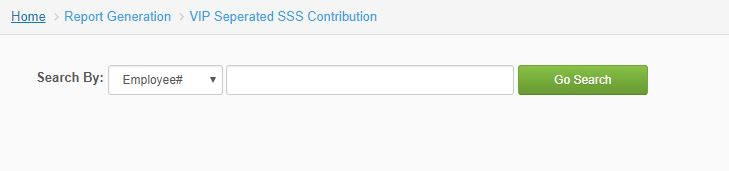 Home > Report Generation > VIP Seperated SSS Contribution
Search By: Employee# Go Search